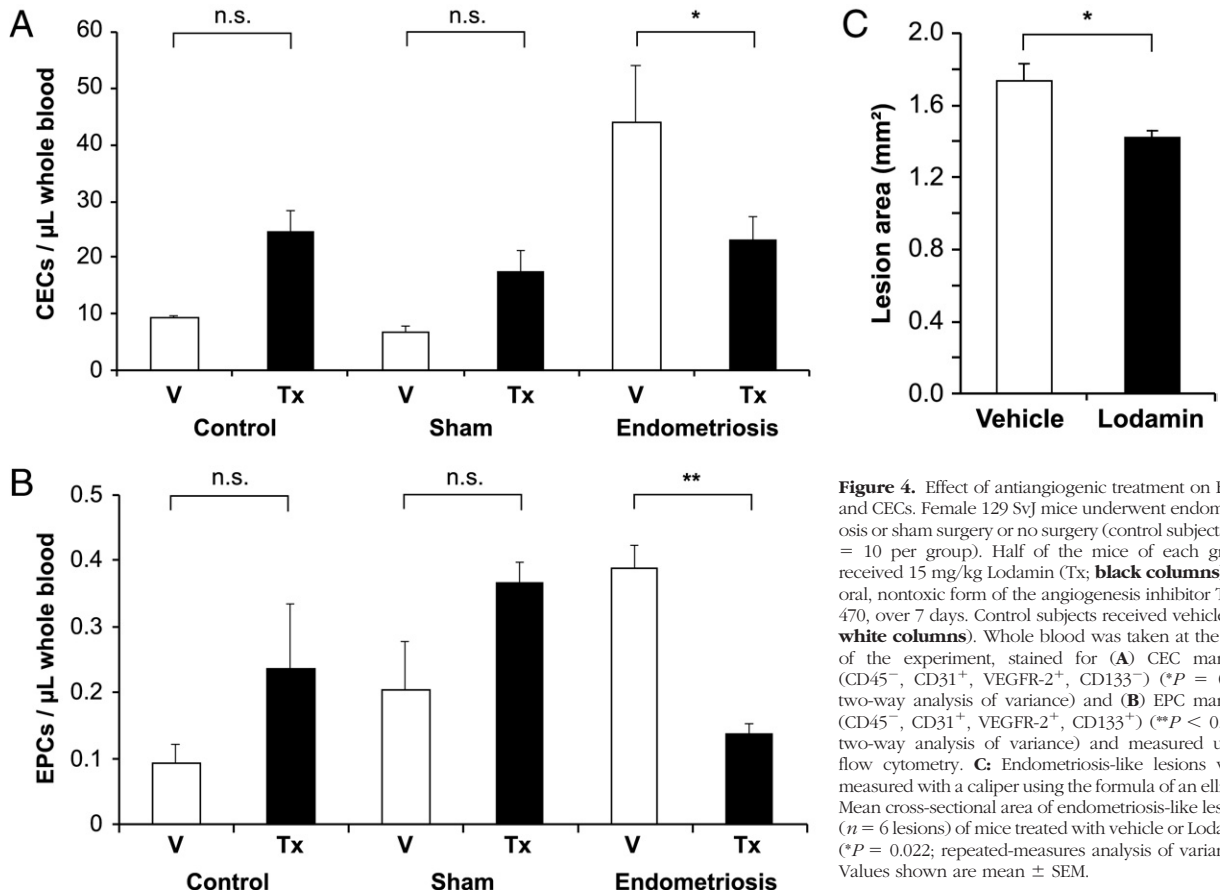 A
60
50
40
30
20
10
0
CECs / µL whole blood
n.s.
n.s.
*
V Tx V Tx V Tx
Control Sham Endometriosis
B
0.5
0.4
0.3
0.2
0.1
0
EPCs / µL whole blood
n.s.
n.s.
**
V Tx V Tx V Tx
Control Sham Endometriosis
C
2.0
1.6
1.2
0.8
0.4
0.0
Lesion area (mm²)
*
Vehicle Lodamin
Figure 4. Effect of antiangiogenic treatment on
and CECs. Female 129 SvJ mice underwent endom
osis or sham surgery or no surgery (control subject
= 10 per group). Half of the mice of each g
received 15 mg/kg Lodamin (Tx; black columns
oral, nontoxic form of the angiogenesis inhibitor T
470, over 7 days. Control subjects received vehicle
white columns). Whole blood was taken at the
of the experiment, stained for (A) CEC mar
(CD45⁻, CD31⁺, VEGFR-2⁺, CD133⁻) (*P =
two-way analysis of variance) and (B) EPC mar
(CD45⁻, CD31⁺, VEGFR-2⁺, CD133⁺) (**P < 0.
two-way analysis of variance) and measured u
flow cytometry. C: Endometriosis-like lesions
measured with a caliper using the formula of an ell
Mean cross-sectional area of endometriosis-like les
(n = 6 lesions) of mice treated with vehicle or Loda
(*P = 0.022; repeated-measures analysis of varian
Values shown are mean ± SEM.